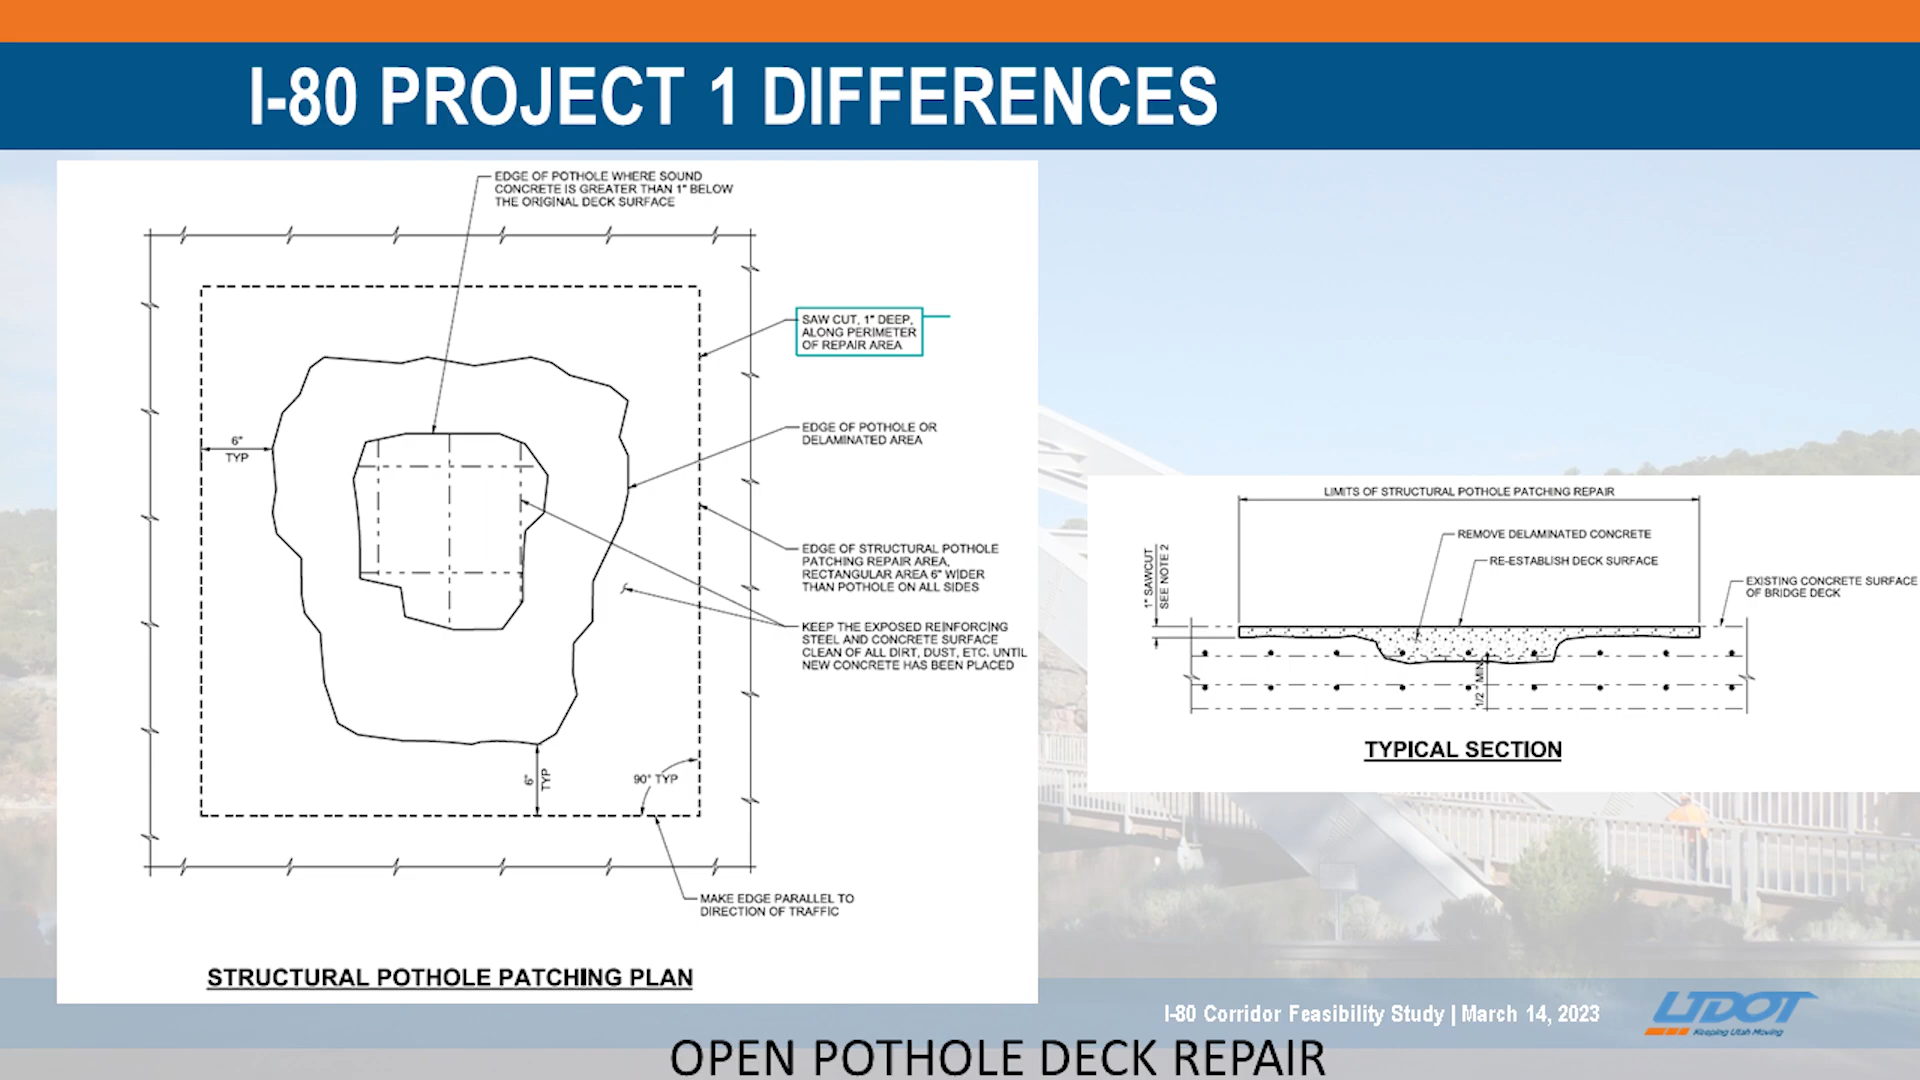 I-80 PROJECT 1 DIFFERENCES
EDGE OF POTHOLE WHERE SOUND
CONCRETE IS GREATER THAN 1" BELOW
THE ORIGINAL DECK SURFACE
SAW CUT, 1" DEEP,
ALONG PERIMETER
OF REPAIR AREA
EDGE OF POTHOLE OR
DELAMINATED AREA
6"
TYP
EDGE OF STRUCTURAL POTHOLE
PATCHING REPAIR AREA,
RECTANGULAR AREA 6" WIDER
THAN POTHOLE ON ALL SIDES
KEEP THE EXPOSED REINFORCING
STEEL AND CONCRETE SURFACE
CLEAN OF ALL DIRT, DUST, ETC. UNTIL
NEW CONCRETE HAS BEEN PLACED
6"
TYP
90° TYP
MAKE EDGE PARALLEL TO
DIRECTION OF TRAFFIC
STRUCTURAL POTHOLE PATCHING PLAN
LIMITS OF STRUCTURAL POTHOLE PATCHING REPAIR
REMOVE DELAMINATED CONCRETE
RE-ESTABLISH DECK SURFACE
1" SAWCUT
SEE NOTE 2
EXISTING CONCRETE SURFACE
OF BRIDGE DECK
1/2" MIN
TYPICAL SECTION
I-80 Corridor Feasibility Study | March 14, 2023
UDOT
Keeping Utah Moving
OPEN POTHOLE DECK REPAIR